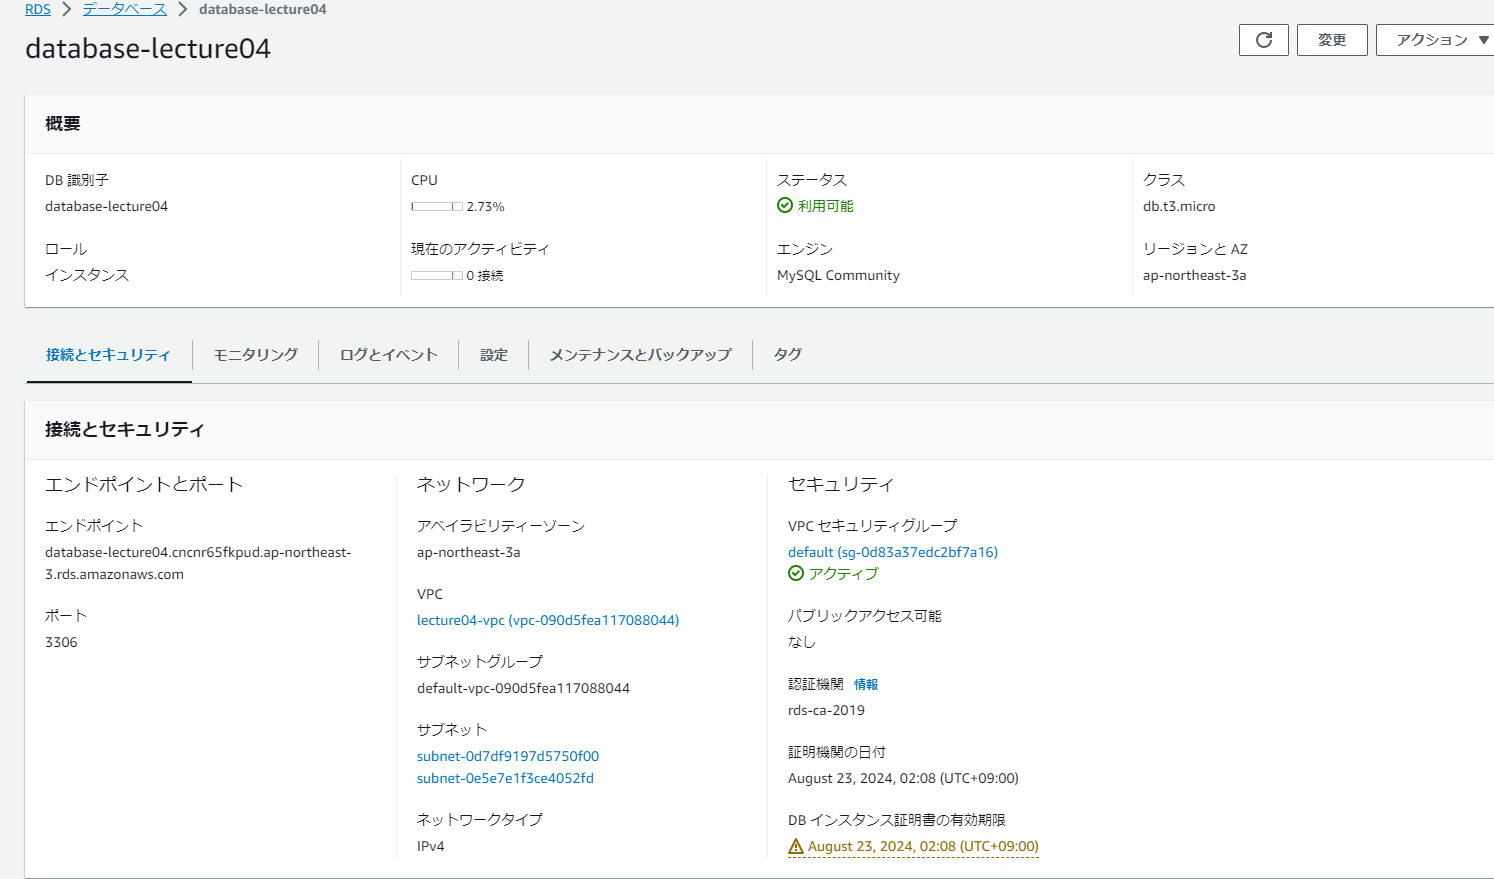 RDS > データベース > database-lecture04
database-lecture04
変更
アクション ▼
概要
DB 識別子
database-lecture04
CPU
2.73%
ステータス
利用可能
クラス
db.t3.micro
ロール
インスタンス
現在のアクティビティ
0 接続
エンジン
MySQL Community
リージョンと AZ
ap-northeast-3a
接続とセキュリティ
モニタリング
ログとイベント
設定
メンテナンスとバックアップ
タグ
接続とセキュリティ
エンドポイントとポート
エンドポイント
database-lecture04.cncnr65fkpud.ap-northeast-
3.rds.amazonaws.com
ポート
3306
ネットワーク
アベイラビリティーゾーン
ap-northeast-3a
VPC
lecture04-vpc (vpc-090d5fea117088044)
サブネットグループ
default-vpc-090d5fea117088044
サブネット
subnet-0d7df9197d5750f00
subnet-0e5e7e1f3ce4052fd
ネットワークタイプ
IPv4
セキュリティ
VPC セキュリティグループ
default (sg-0d83a37edc2bf7a16)
アクティブ
パブリックアクセス可能
なし
認証機関 情報
rds-ca-2019
証明機関の日付
August 23, 2024, 02:08 (UTC+09:00)
DB インスタンス証明書の有効期限
August 23, 2024, 02:08 (UTC+09:00)